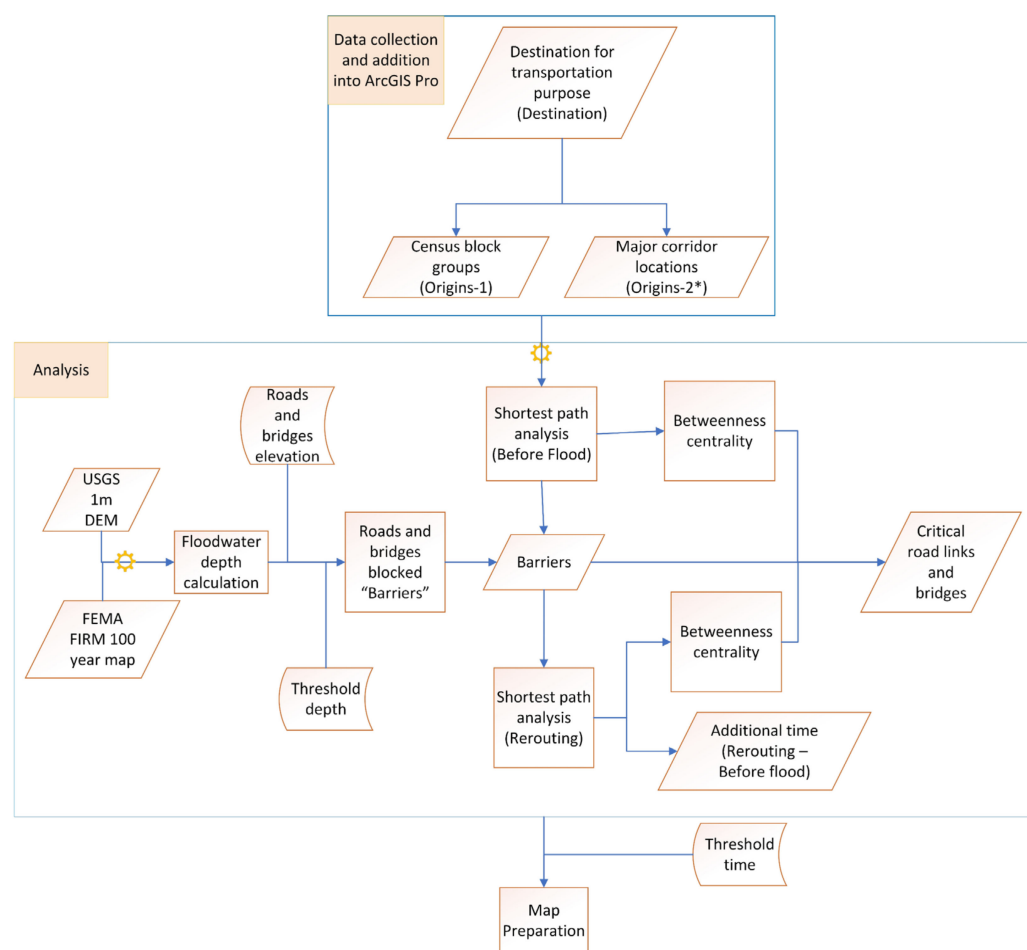 Data collection
and addition
into ArcGIS Pro
Destination for
transportation
purpose
(Destination)
Census block
groups
(Origins-1)
Major corridor
locations
(Origins-2*)
Analysis
Roads
and
bridges
elevation
Shortest path
analysis
(Before Flood)
Betweenness
centrality
USGS
1m
DEM
Floodwater
depth
calculation
Roads and
bridges
blocked
“Barriers”
Barriers
Critical
road links
and
bridges
FEMA
FIRM 100
year map
Threshold
depth
Betweenness
centrality
Shortest path
analysis
(Rerouting)
Additional time
(Rerouting –
Before flood)
Threshold
time
Map
Preparation